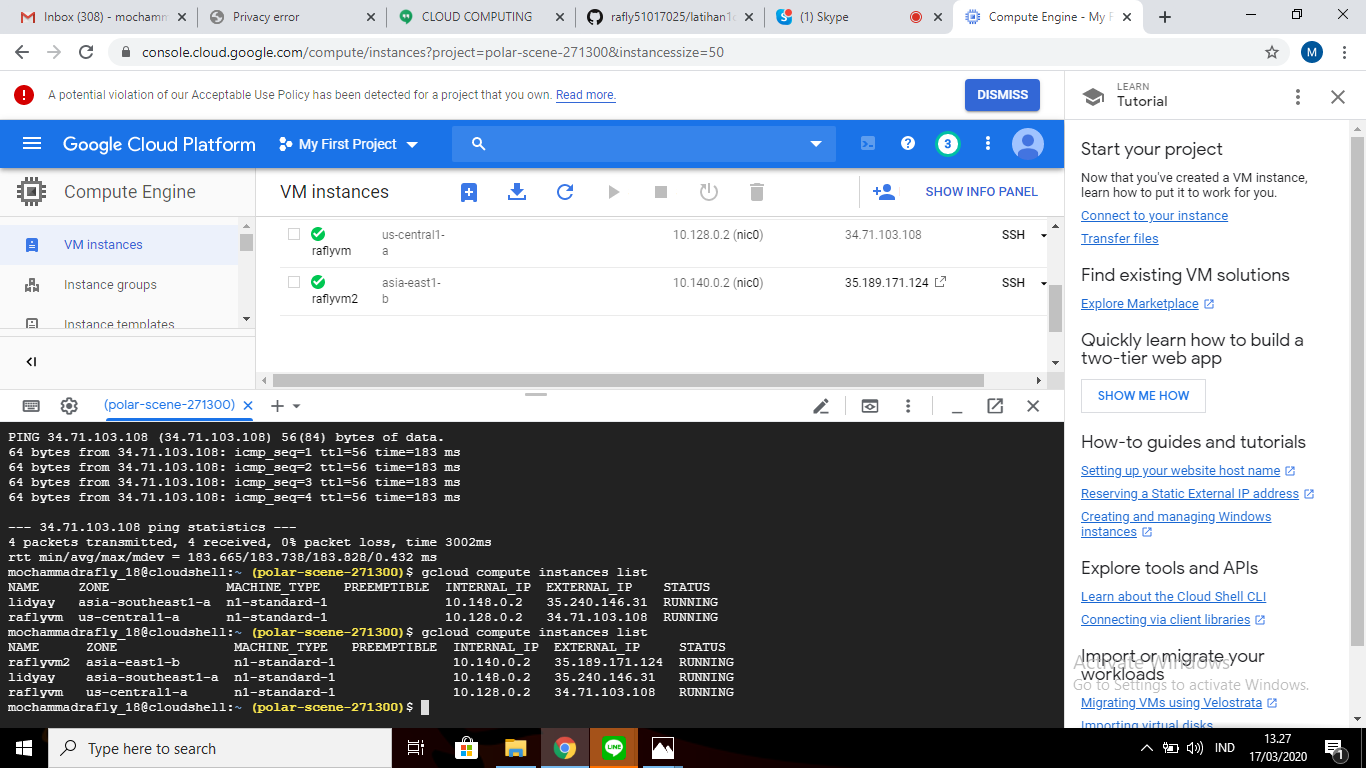 Inbox (308) - mochamm
Privacy error
CLOUD COMPUTING
rafly51017025/latihan1
(1) Skype
Compute Engine - My F
console.cloud.google.com/compute/instances?project=polar-scene-271300&instancessize=50
M
A potential violation of our Acceptable Use Policy has been detected for a project that you own. Read more.
DISMISS
Google Cloud Platform
My First Project
3
Compute Engine
VM instances
SHOW INFO PANEL
VM instances
Instance groups
Instance templates
raflyvm us-central1-a 10.128.0.2 (nic0) 34.71.103.108 SSH
raflyvm2 asia-east1-b 10.140.0.2 (nic0) 35.189.171.124 SSH
(polar-scene-271300)
PING 34.71.103.108 (34.71.103.108) 56(84) bytes of data.
64 bytes from 34.71.103.108: icmp_seq=1 ttl=56 time=183 ms
64 bytes from 34.71.103.108: icmp_seq=2 ttl=56 time=183 ms
64 bytes from 34.71.103.108: icmp_seq=3 ttl=56 time=183 ms
64 bytes from 34.71.103.108: icmp_seq=4 ttl=56 time=183 ms
--- 34.71.103.108 ping statistics ---
4 packets transmitted, 4 received, 0% packet loss, time 3002ms
rtt min/avg/max/mdev = 183.665/183.738/183.828/0.432 ms
mochammadrafly_18@cloudshell:~ (polar-scene-271300)$ gcloud compute instances list
NAME ZONE MACHINE_TYPE PREEMPTIBLE INTERNAL_IP EXTERNAL_IP STATUS
lidyay asia-southeast1-a n1-standard-1 10.148.0.2 35.240.146.31 RUNNING
raflyvm us-central1-a n1-standard-1 10.128.0.2 34.71.103.108 RUNNING
mochammadrafly_18@cloudshell:~ (polar-scene-271300)$ gcloud compute instances list
NAME ZONE MACHINE_TYPE PREEMPTIBLE INTERNAL_IP EXTERNAL_IP STATUS
raflyvm2 asia-east1-b n1-standard-1 10.140.0.2 35.189.171.124 RUNNING
lidyay asia-southeast1-a n1-standard-1 10.148.0.2 35.240.146.31 RUNNING
raflyvm us-central1-a n1-standard-1 10.128.0.2 34.71.103.108 RUNNING
mochammadrafly_18@cloudshell:~ (polar-scene-271300)$
LEARN
Tutorial
Start your project
Now that you've created a VM instance,
learn how to put it to work for you.
Connect to your instance
Transfer files
Find existing VM solutions
Explore Marketplace
Quickly learn how to build a
two-tier web app
SHOW ME HOW
How-to guides and tutorials
Setting up your website host name
Reserving a Static External IP address
Creating and managing Windows
instances
Explore tools and APIs
Learn about the Cloud Shell CLI
Connecting via client libraries
Import or migrate your
workloads
Migrating VMs using Velostrata
Importing virtual disks
Activate Windows
Go to Settings to activate Windows.
Type here to search
LINE
IND
13.27
17/03/2020
1